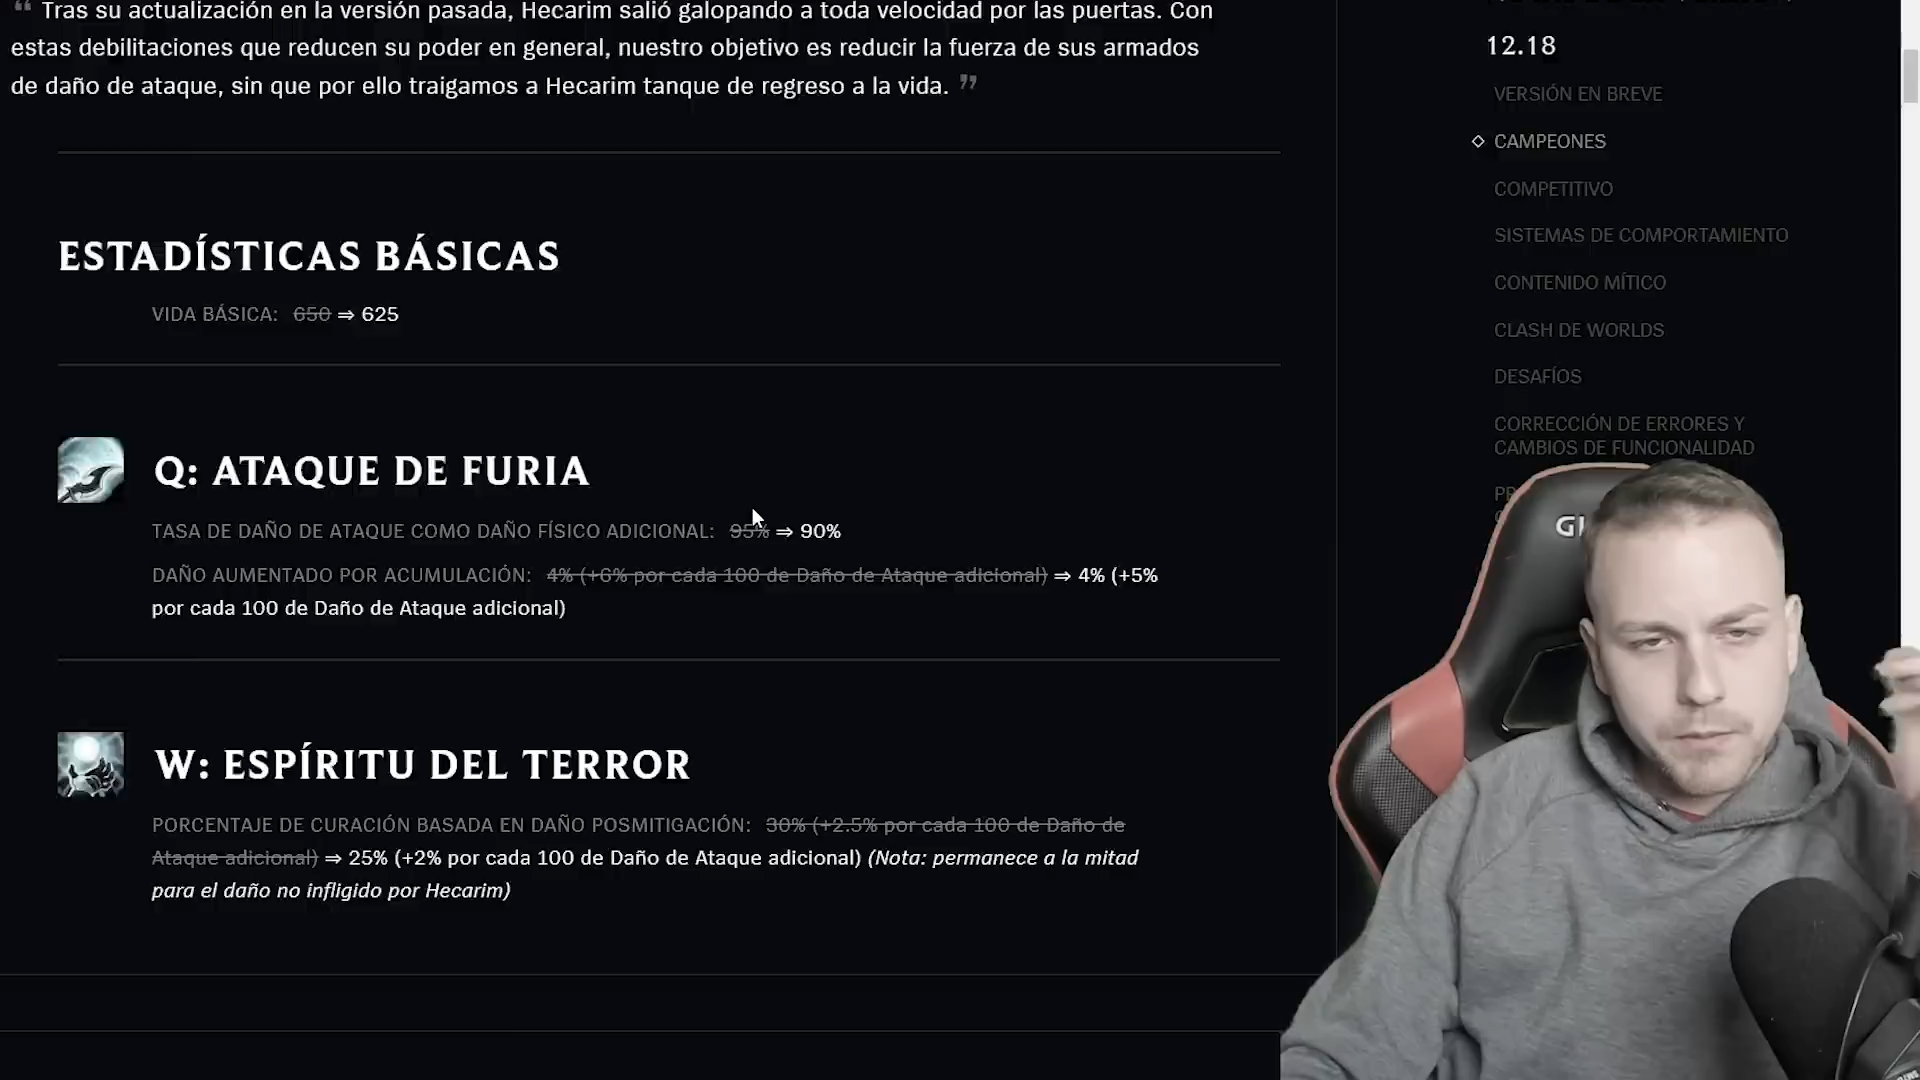 “ Tras su actualización en la versión pasada, Hecarim salió galopando a toda velocidad por las puertas. Con
estas debilitaciones que reducen su poder en general, nuestro objetivo es reducir la fuerza de sus armados
de daño de ataque, sin que por ello traigamos a Hecarim tanque de regreso a la vida. ”
ESTADÍSTICAS BÁSICAS
VIDA BÁSICA: 650 ⇒ 625
Q: ATAQUE DE FURIA
TASA DE DAÑO DE ATAQUE COMO DAÑO FÍSICO ADICIONAL: 95% ⇒ 90%
DAÑO AUMENTADO POR ACUMULACIÓN: 4% (+6% por cada 100 de Daño de Ataque adicional) ⇒ 4% (+5%
por cada 100 de Daño de Ataque adicional)
W: ESPÍRITU DEL TERROR
PORCENTAJE DE CURACIÓN BASADA EN DAÑO POSMITIGACIÓN: 30% (+2.5% por cada 100 de Daño de
Ataque adicional) ⇒ 25% (+2% por cada 100 de Daño de Ataque adicional) (Nota: permanece a la mitad
para el daño no infligido por Hecarim)
12.18
VERSIÓN EN BREVE
CAMPEONES
COMPETITIVO
SISTEMAS DE COMPORTAMIENTO
CONTENIDO MÍTICO
CLASH DE WORLDS
DESAFÍOS
CORRECCIÓN DE ERRORES Y
CAMBIOS DE FUNCIONALIDAD